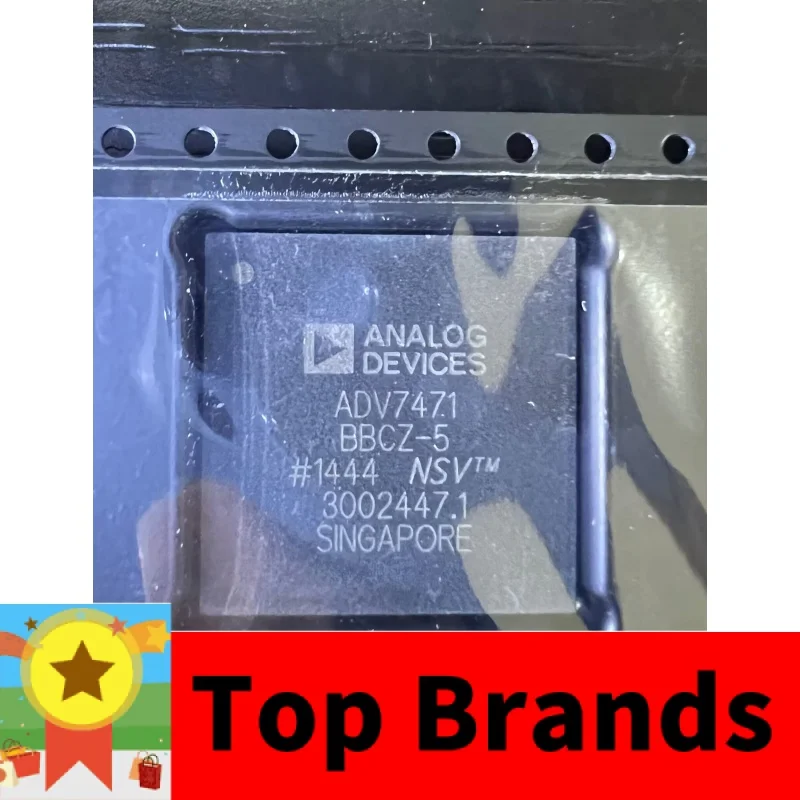 ANALOG
DEVICES
ADV7471
BBCZ-5
#1444 NSV™
3002447.1
SINGAPORE
Top Brands